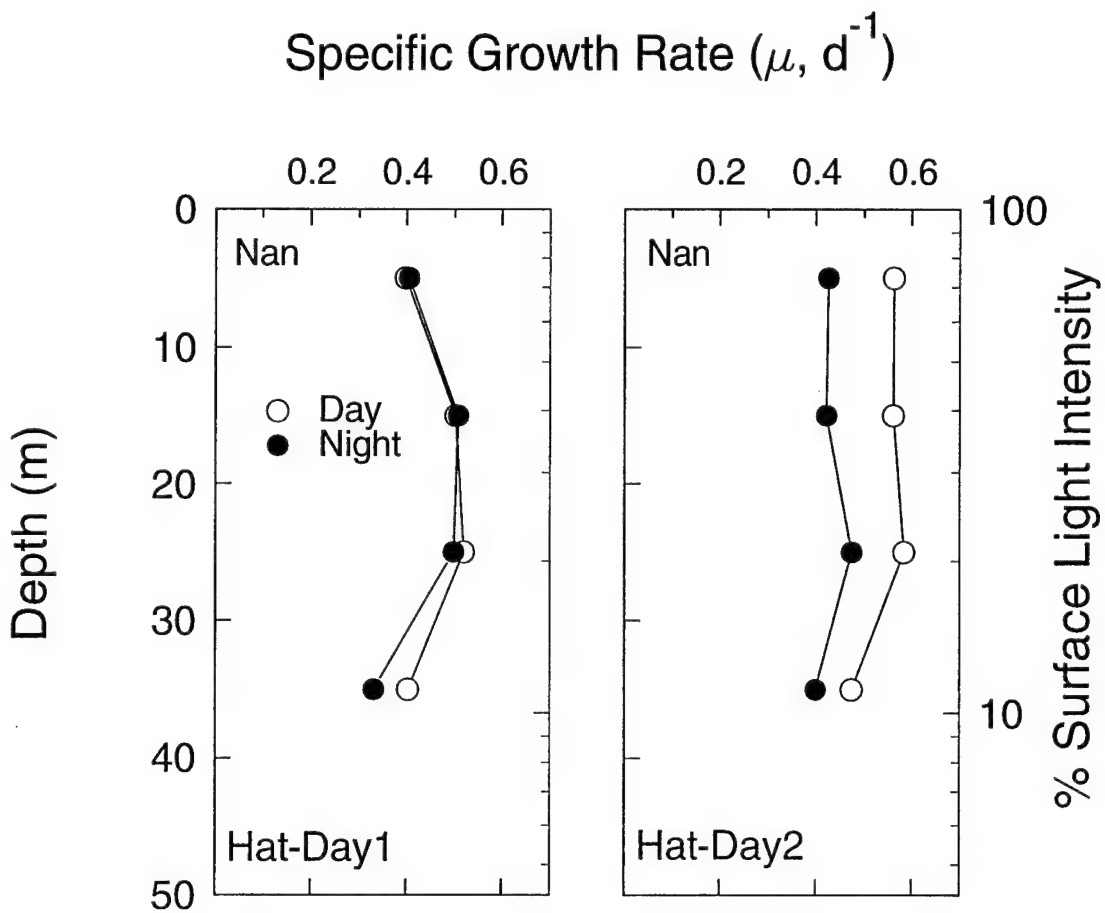 Specific Growth Rate (μ, d⁻¹)
0.2 0.4 0.6
0.2 0.4 0.6
0
10
20
30
40
50
Depth (m)
Nan
Day
Night
Hat-Day1
Nan
Hat-Day2
100
10
% Surface Light Intensity